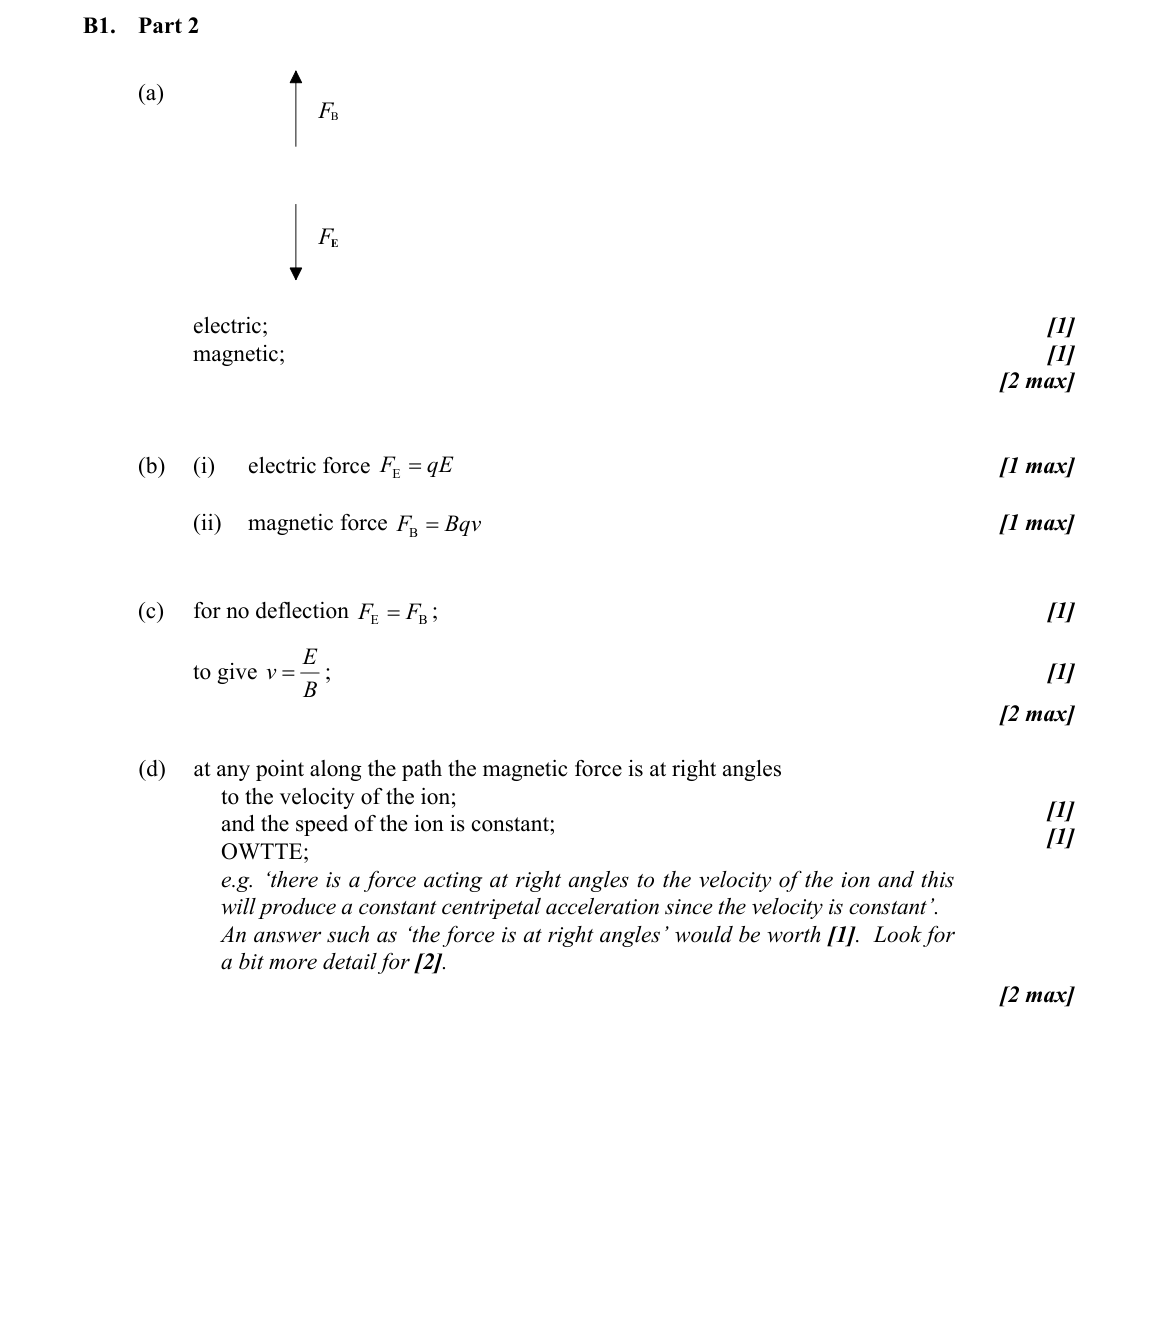 B1. Part 2
(a)
F_B
F_E
electric; [1]
magnetic; [1]
[2 max]
(b) (i) electric force F_E = qE [1 max]
(ii) magnetic force F_B = Bqv [1 max]
(c) for no deflection F_E = F_B; [1]
to give v = E/B; [1]
[2 max]
(d) at any point along the path the magnetic force is at right angles
to the velocity of the ion; [1]
and the speed of the ion is constant; [1]
OWTTE;
e.g. ‘there is a force acting at right angles to the velocity of the ion and this
will produce a constant centripetal acceleration since the velocity is constant’.
An answer such as ‘the force is at right angles’ would be worth [1]. Look for
a bit more detail for [2].
[2 max]